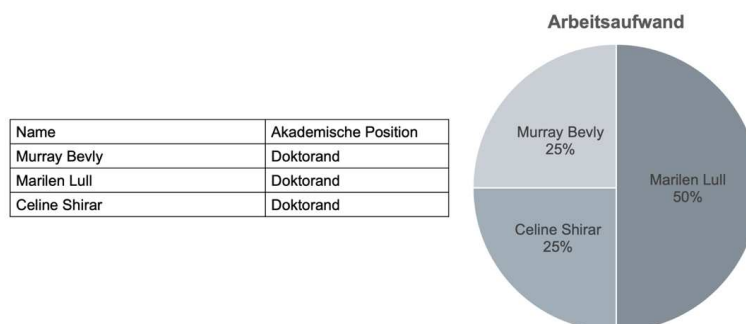 Name Akademische Position
Murray Bevly Doktorand
Marilen Lull Doktorand
Celine Shirar Doktorand
Arbeitsaufwand
Murray Bevly
25%
Marilen Lull
50%
Celine Shirar
25%